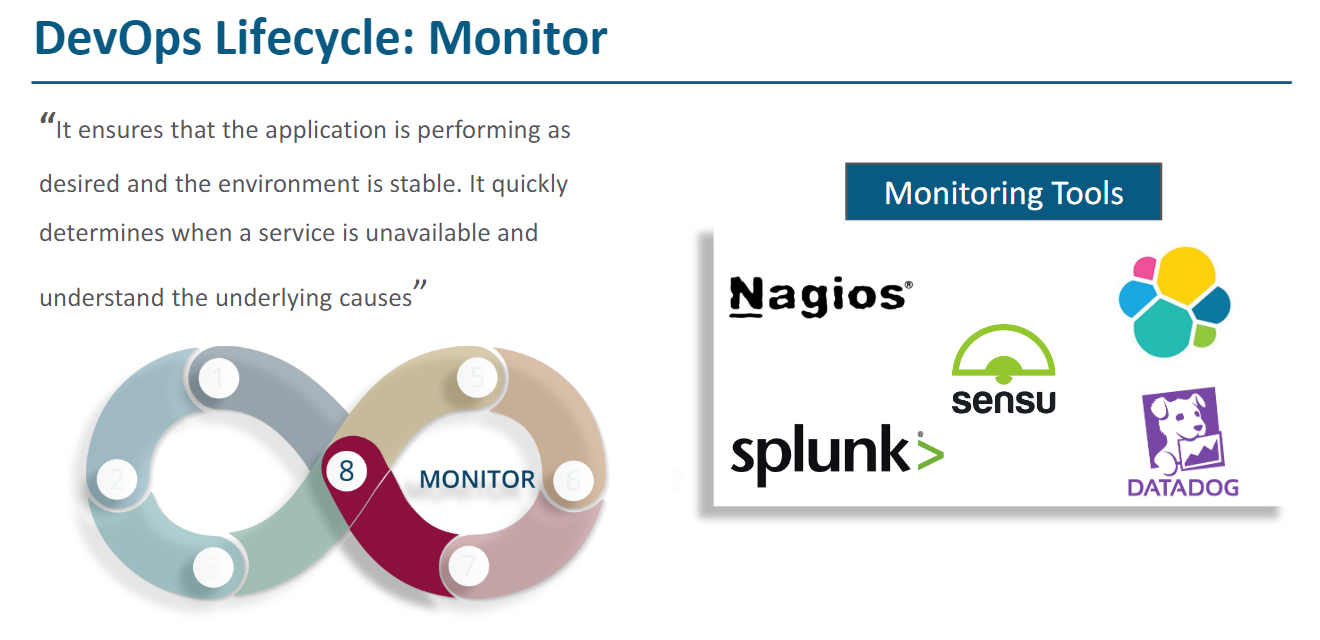 DevOps Lifecycle: Monitor
“It ensures that the application is performing as
desired and the environment is stable. It quickly
determines when a service is unavailable and
understand the underlying causes”
Monitoring Tools
Nagios®
sensu
splunk>®
DATADOG
1
2
3
5
6
7
8
MONITOR
2